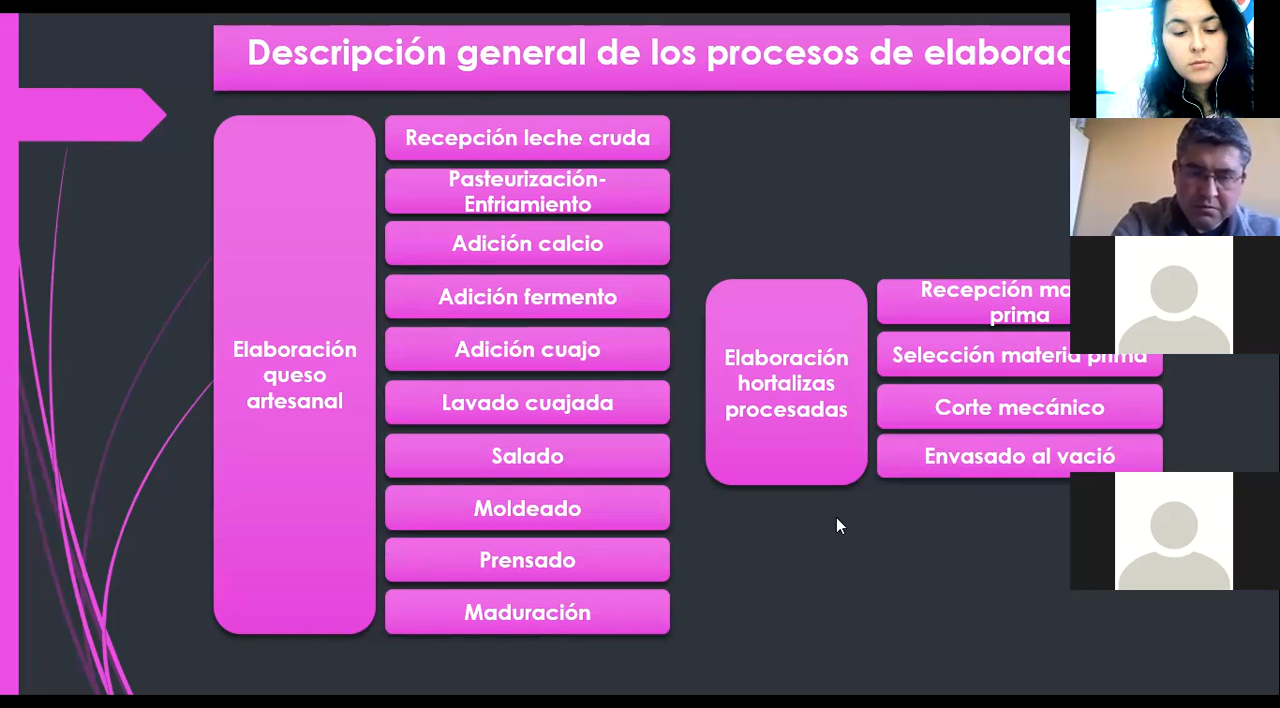 Descripción general de los procesos de
Elaboración
queso
artesanal
Recepción leche cruda
Pasteurización-
Enfriamiento
Adición calcio
Adición fermento
Adición cuajo
Lavado cuajada
Salado
Moldeado
Prensado
Maduración
Elaboración
hortalizas
procesadas
Recepción
prima
Selección materia prima
Corte mecánico
Envasado al vació